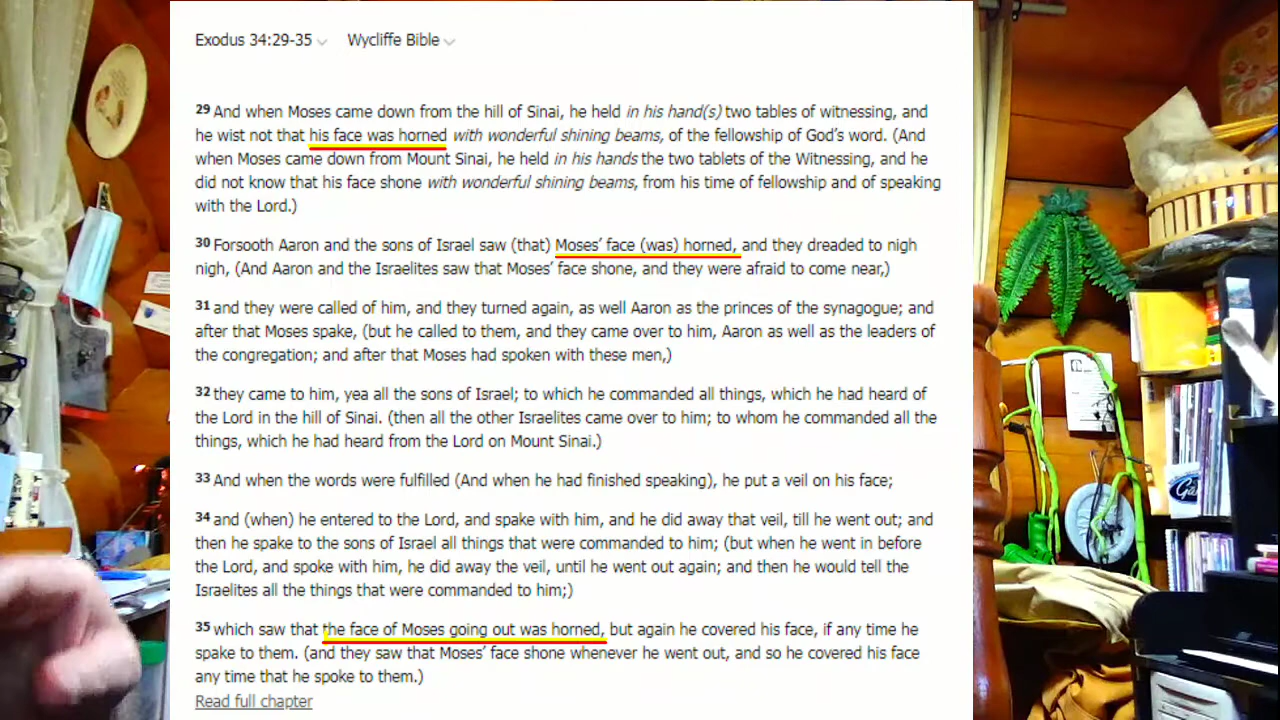 Exodus 34:29-35 Wycliffe Bible
29 And when Moses came down from the hill of Sinai, he held in his hand(s) two tables of witnessing, and
he wist not that his face was horned with wonderful shining beams, of the fellowship of God's word. (And
when Moses came down from Mount Sinai, he held in his hands the two tablets of the Witnessing, and he
did not know that his face shone with wonderful shining beams, from his time of fellowship and of speaking
with the Lord.)
30 Forsooth Aaron and the sons of Israel saw (that) Moses' face (was) horned, and they dreaded to nigh
nigh, (And Aaron and the Israelites saw that Moses' face shone, and they were afraid to come near,)
31 and they were called of him, and they turned again, as well Aaron as the princes of the synagogue; and
after that Moses spake, (but he called to them, and they came over to him, Aaron as well as the leaders of
the congregation; and after that Moses had spoken with these men,)
32 they came to him, yea all the sons of Israel; to which he commanded all things, which he had heard of
the Lord in the hill of Sinai. (then all the other Israelites came over to him; to whom he commanded all the
things, which he had heard from the Lord on Mount Sinai.)
33 And when the words were fulfilled (And when he had finished speaking), he put a veil on his face;
34 and (when) he entered to the Lord, and spake with him, and he did away that veil, till he went out; and
then he spake to the sons of Israel all things that were commanded to him; (but when he went in before
the Lord, and spoke with him, he did away the veil, until he went out again; and then he would tell the
Israelites all the things that were commanded to him;)
35 which saw that the face of Moses going out was horned, but again he covered his face, if any time he
spake to them. (and they saw that Moses' face shone whenever he went out, and so he covered his face
any time that he spoke to them.)
Read full chapter